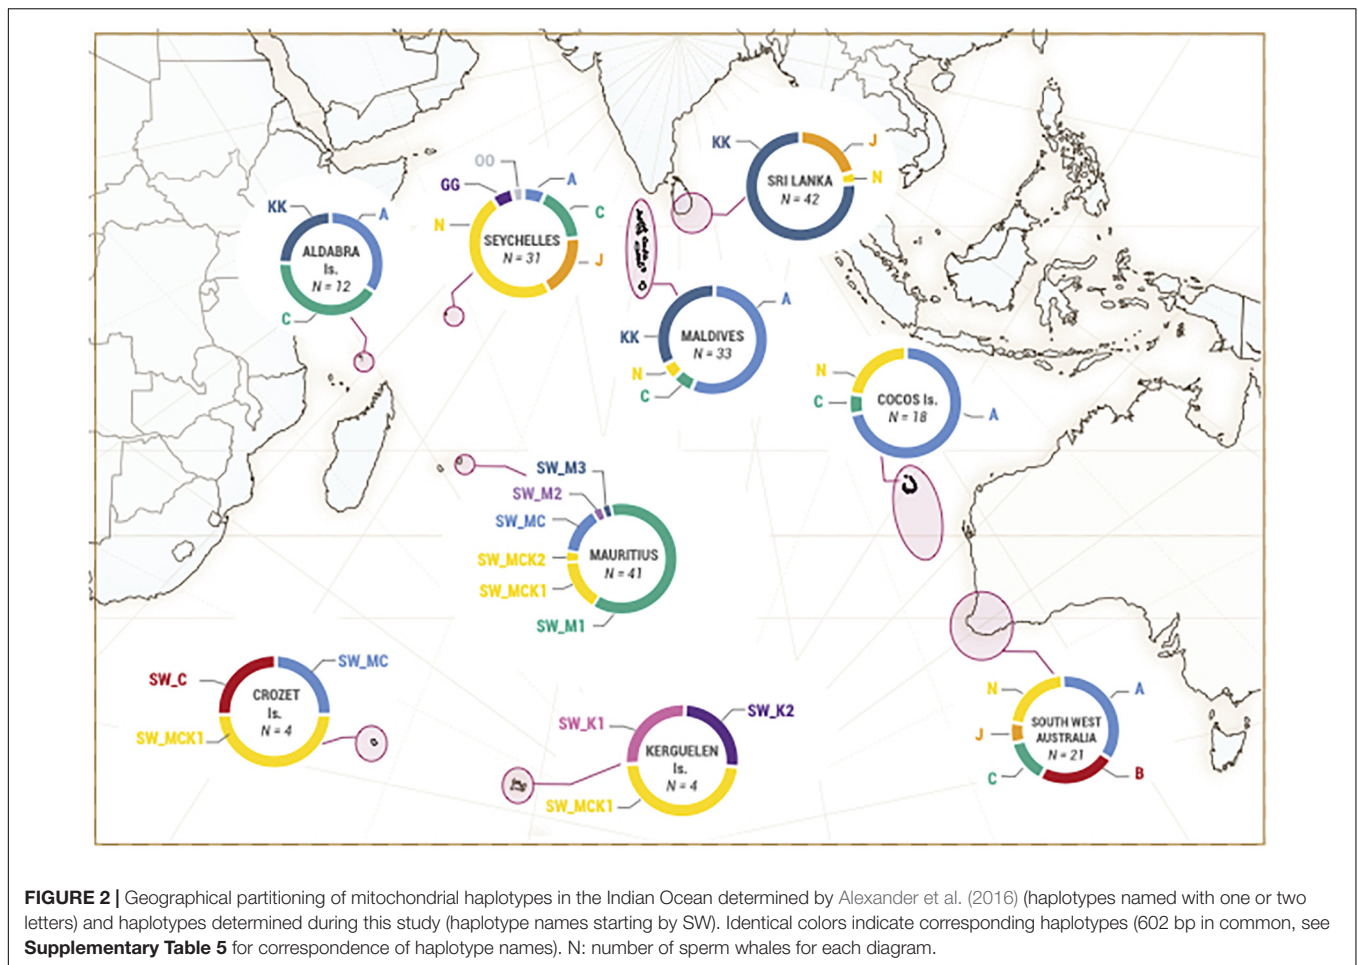 KK
J
N
SRI LANKA
N = 42
OO
GG
A
N
C
SEYCHELLES
N = 31
J
KK
A
ALDABRA
Is.
N = 12
C
A
KK
MALDIVES
N = 33
N
C
N
C
COCOS Is.
N = 18
A
SW_M3
SW_M2
SW_MC
SW_MCK2
MAURITIUS
N = 41
SW_MCK1
SW_M1
SW_MC
SW_C
CROZET
Is.
N = 4
SW_MCK1
SW_K2
SW_K1
KERGUELEN
Is.
N = 4
SW_MCK1
N
A
SOUTH WEST
AUSTRALIA
N = 21
J
C
B
FIGURE 2 | Geographical partitioning of mitochondrial haplotypes in the Indian Ocean determined by Alexander et al. (2016) (haplotypes named with one or two
letters) and haplotypes determined during this study (haplotype names starting by SW). Identical colors indicate corresponding haplotypes (602 bp in common, see
Supplementary Table 5 for correspondence of haplotype names). N: number of sperm whales for each diagram.